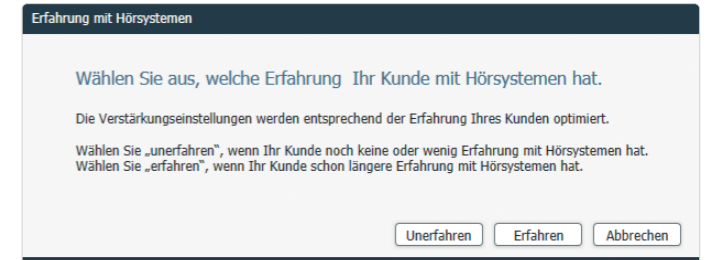 Erfahrung mit Hörsystemen
Wählen Sie aus, welche Erfahrung Ihr Kunde mit Hörsystemen hat.
Die Verstärkungseinstellungen werden entsprechend der Erfahrung Ihres Kunden optimiert.
Wählen Sie „unerfahren“, wenn Ihr Kunde noch keine oder wenig Erfahrung mit Hörsystemen hat.
Wählen Sie „erfahren“, wenn Ihr Kunde schon längere Erfahrung mit Hörsystemen hat.
Unerfahren Erfahren Abbrechen